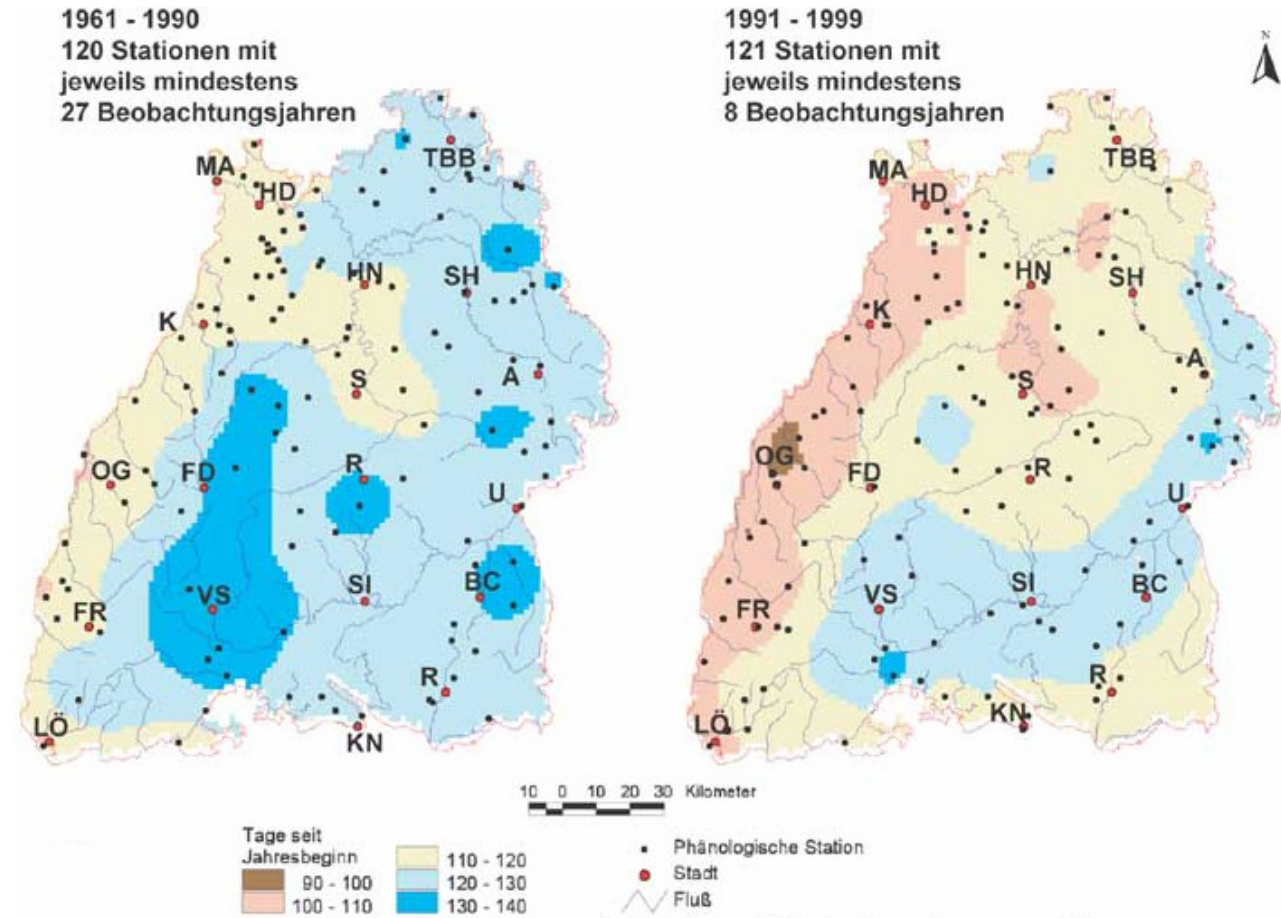 1961 - 1990
120 Stationen mit
jeweils mindestens
27 Beobachtungsjahren
1991 - 1999
121 Stationen mit
jeweils mindestens
8 Beobachtungsjahren
N
MA
HD
TBB
HN
SH
K
S
A
OG
FD
R
U
VS
SI
BC
FR
R
LÖ
KN
MA
HD
TBB
HN
SH
K
S
A
OG
FD
R
U
VS
SI
BC
FR
R
LÖ
KN
10 0 10 20 30 Kilometer
Tage seit
Jahresbeginn
90 - 100
100 - 110
110 - 120
120 - 130
130 - 140
Phänologische Station
Stadt
Fluß